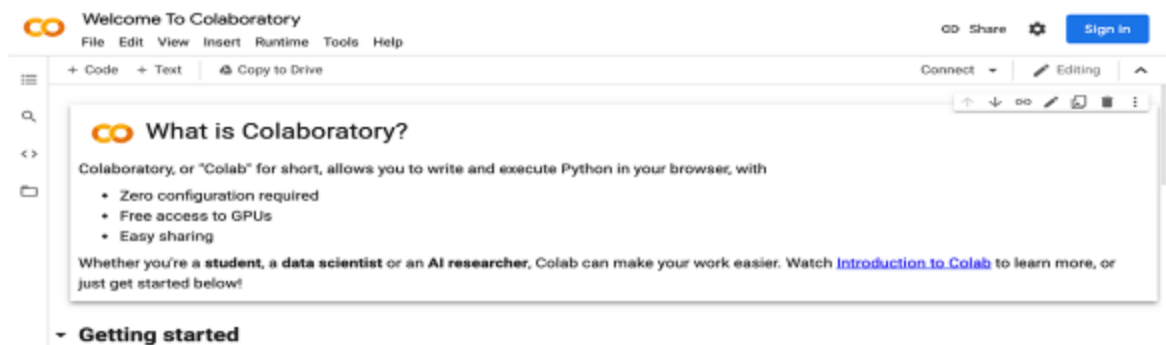 Welcome To Colaboratory
File Edit View Insert Runtime Tools Help
Share
Sign in
+ Code + Text Copy to Drive
Connect Editing
What is Colaboratory?
Colaboratory, or "Colab" for short, allows you to write and execute Python in your browser, with
• Zero configuration required
• Free access to GPUs
• Easy sharing
Whether you're a student, a data scientist or an AI researcher, Colab can make your work easier. Watch Introduction to Colab to learn more, or
just get started below!
Getting started